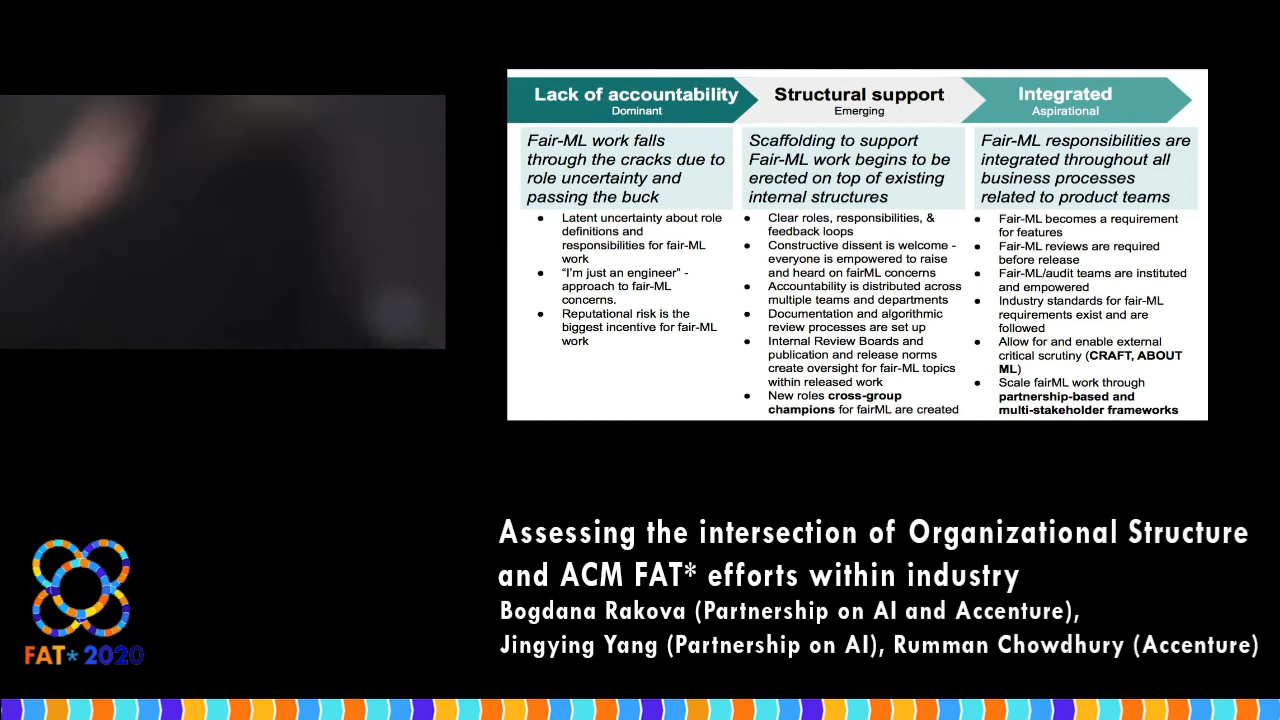 Lack of accountability
Dominant
Structural support
Emerging
Integrated
Aspirational
Fair-ML work falls
through the cracks due to
role uncertainty and
passing the buck
● Latent uncertainty about role
definitions and
responsibilities for fair-ML
work
● “I’m just an engineer” -
approach to fair-ML
concerns.
● Reputational risk is the
biggest incentive for fair-ML
work
Scaffolding to support
Fair-ML work begins to be
erected on top of existing
internal structures
● Clear roles, responsibilities, &
feedback loops
● Constructive dissent is welcome -
everyone is empowered to raise
and heard on fairML concerns
● Accountability is distributed across
multiple teams and departments
● Documentation and algorithmic
review processes are set up
● Internal Review Boards and
publication and release norms
create oversight for fair-ML topics
within released work
● New roles cross-group
champions for fairML are created
Fair-ML responsibilities are
integrated throughout all
business processes
related to product teams
● Fair-ML becomes a requirement
for features
● Fair-ML reviews are required
before release
● Fair-ML/audit teams are instituted
and empowered
● Industry standards for fair-ML
requirements exist and are
followed
● Allow for and enable external
critical scrutiny (CRAFT, ABOUT
ML)
● Scale fairML work through
partnership-based and
multi-stakeholder frameworks
Assessing the intersection of Organizational Structure
and ACM FAT* efforts within industry
Bogdana Rakova (Partnership on AI and Accenture),
Jingying Yang (Partnership on AI), Rumman Chowdhury (Accenture)
FAT* 2020